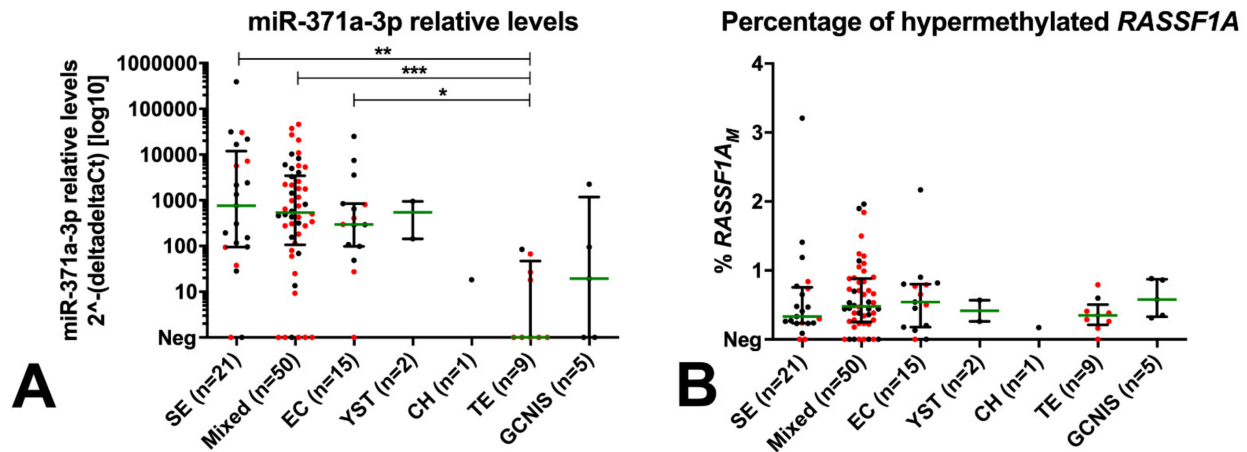 miR-371a-3p relative levels
miR-371a-3p relative levels
2^-(deltadeltaCt) [log10]
**
***
*
1000000
100000
10000
1000
100
10
Neg
SE (n=21)
Mixed (n=50)
EC (n=15)
YST (n=2)
CH (n=1)
TE (n=9)
GCNIS (n=5)
A
Percentage of hypermethylated RASSF1A
% RASSF1A_M
4
3
2
1
Neg
SE (n=21)
Mixed (n=50)
EC (n=15)
YST (n=2)
CH (n=1)
TE (n=9)
GCNIS (n=5)
B